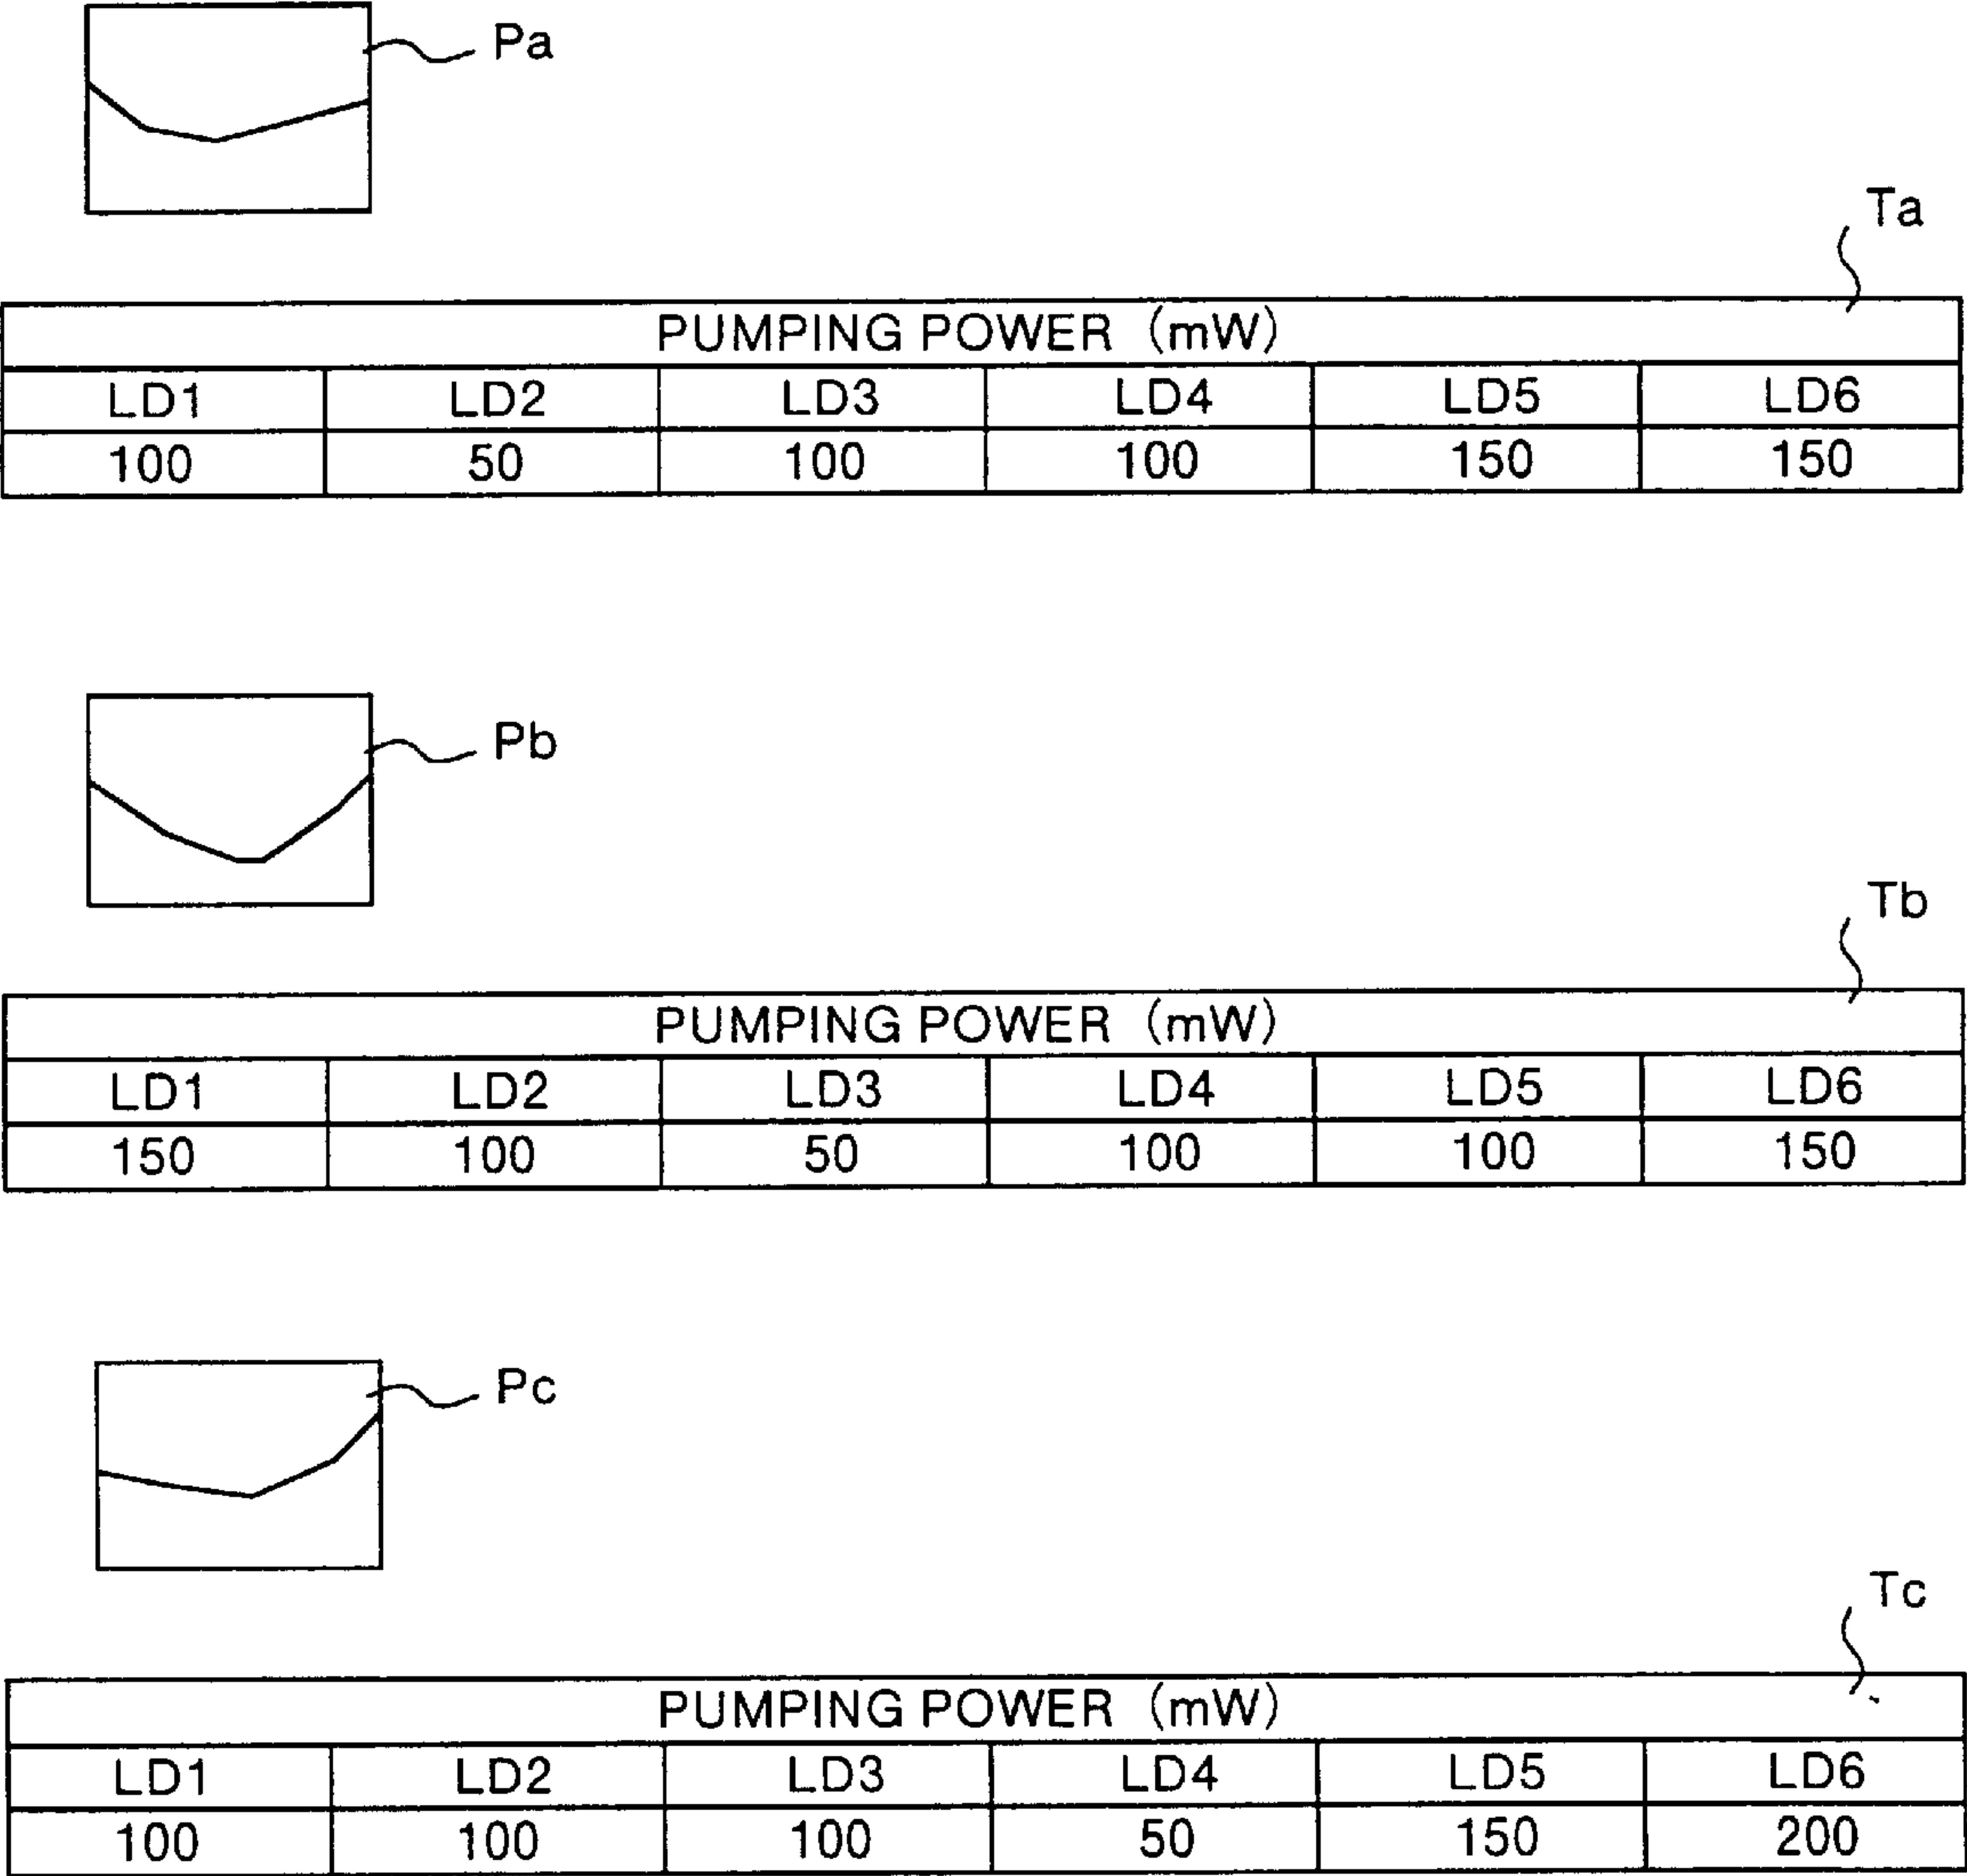 Pa
Ta
PUMPING POWER (mW)
LD1 LD2 LD3 LD4 LD5 LD6
100 50 100 100 150 150
Pb
Tb
PUMPING POWER (mW)
LD1 LD2 LD3 LD4 LD5 LD6
150 100 50 100 100 150
Pc
Tc
PUMPING POWER (mW)
LD1 LD2 LD3 LD4 LD5 LD6
100 100 100 50 150 200